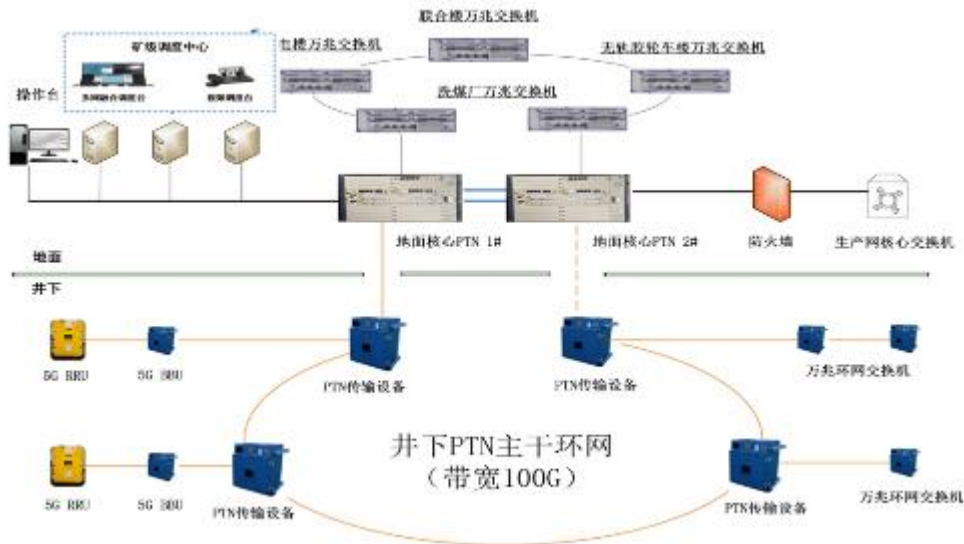 联合楼万兆交换机
矿级调度中心
楼万兆交换机
无轨胶轮车楼万兆交换机
操作台
多网融合调度台
洗煤厂万兆交换机
地面核心PTN 1#
地面核心PTN 2#
防火墙
生产网核心交换机
地面
井下
5G RRU
5G BBU
PTN传输设备
PTN传输设备
万兆环网交换机
井下PTN主干环网
（带宽100G）
5G RRU
5G BBU
PTN传输设备
PTN传输设备
万兆环网交换机